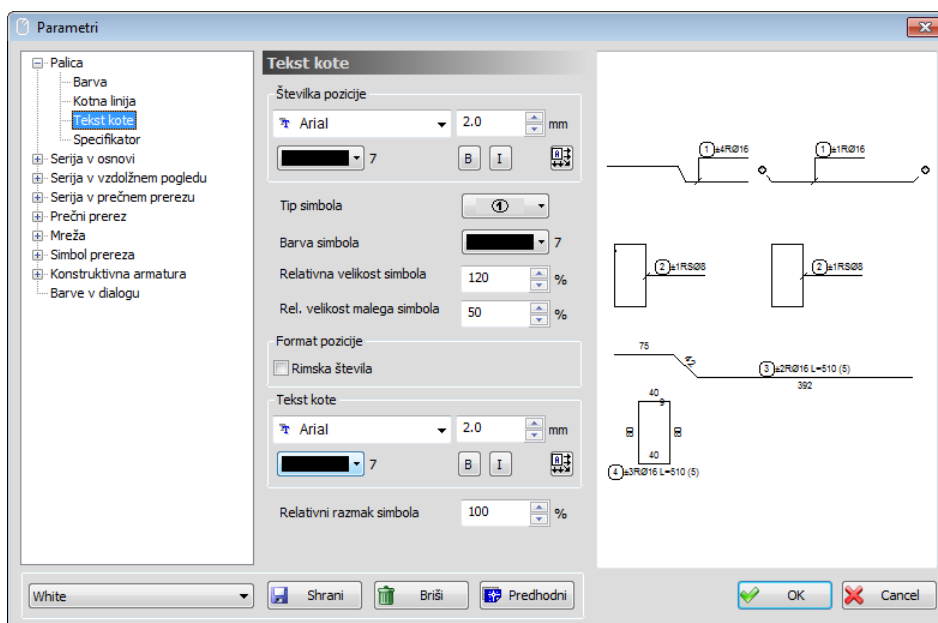 Parametri
Palica
Barva
Kotna linija
Tekst kote
Specifikator
Serija v osnovi
Serija v vzdolžnem pogledu
Serija v prečnem prerezu
Prečni prerez
Mreža
Simbol prereza
Konstruktivna armatura
Barve v dialogu
Tekst kote
Številka pozicije
Arial
2.0 mm
7 B I
Tip simbola 1
Barva simbola 7
Relativna velikost simbola 120 %
Rel. velikost malega simbola 50 %
Format pozicije
Rimska števila
Tekst kote
Arial
2.0 mm
7 B I
Relativni razmak simbola 100 %
1 ±4RØ16
1 ±1RØ16
2 ±1RSØ8
2 ±1RSØ8
75
3 ±2RØ16 L=510 (5)
392
40
9
80 80
40
4 ±3RØ16 L=510 (5)
White
Shrani
Briši
Predhodni
OK
Cancel